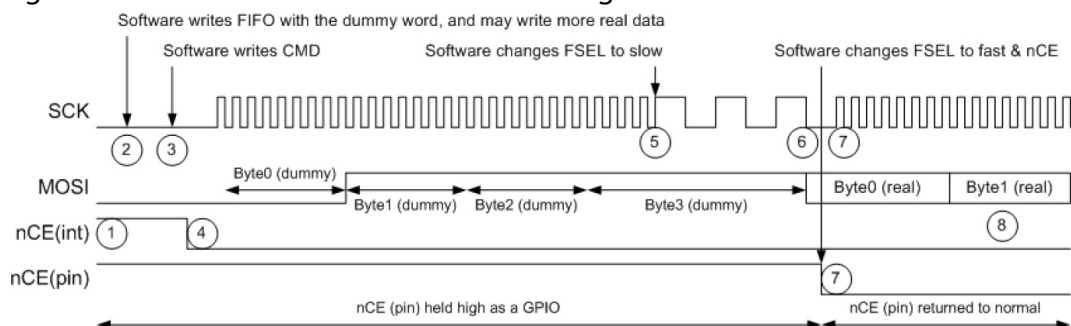 Software writes FIFO with the dummy word, and may write more real data
Software writes CMD
Software changes FSEL to slow
Software changes FSEL to fast & nCE
SCK
2
3
5
6
7
MOSI
Byte0 (dummy)
Byte1 (dummy)
Byte2 (dummy)
Byte3 (dummy)
Byte0 (real)
Byte1 (real)
nCE(int)
1
4
8
nCE(pin)
7
nCE (pin) held high as a GPIO
nCE (pin) returned to normal